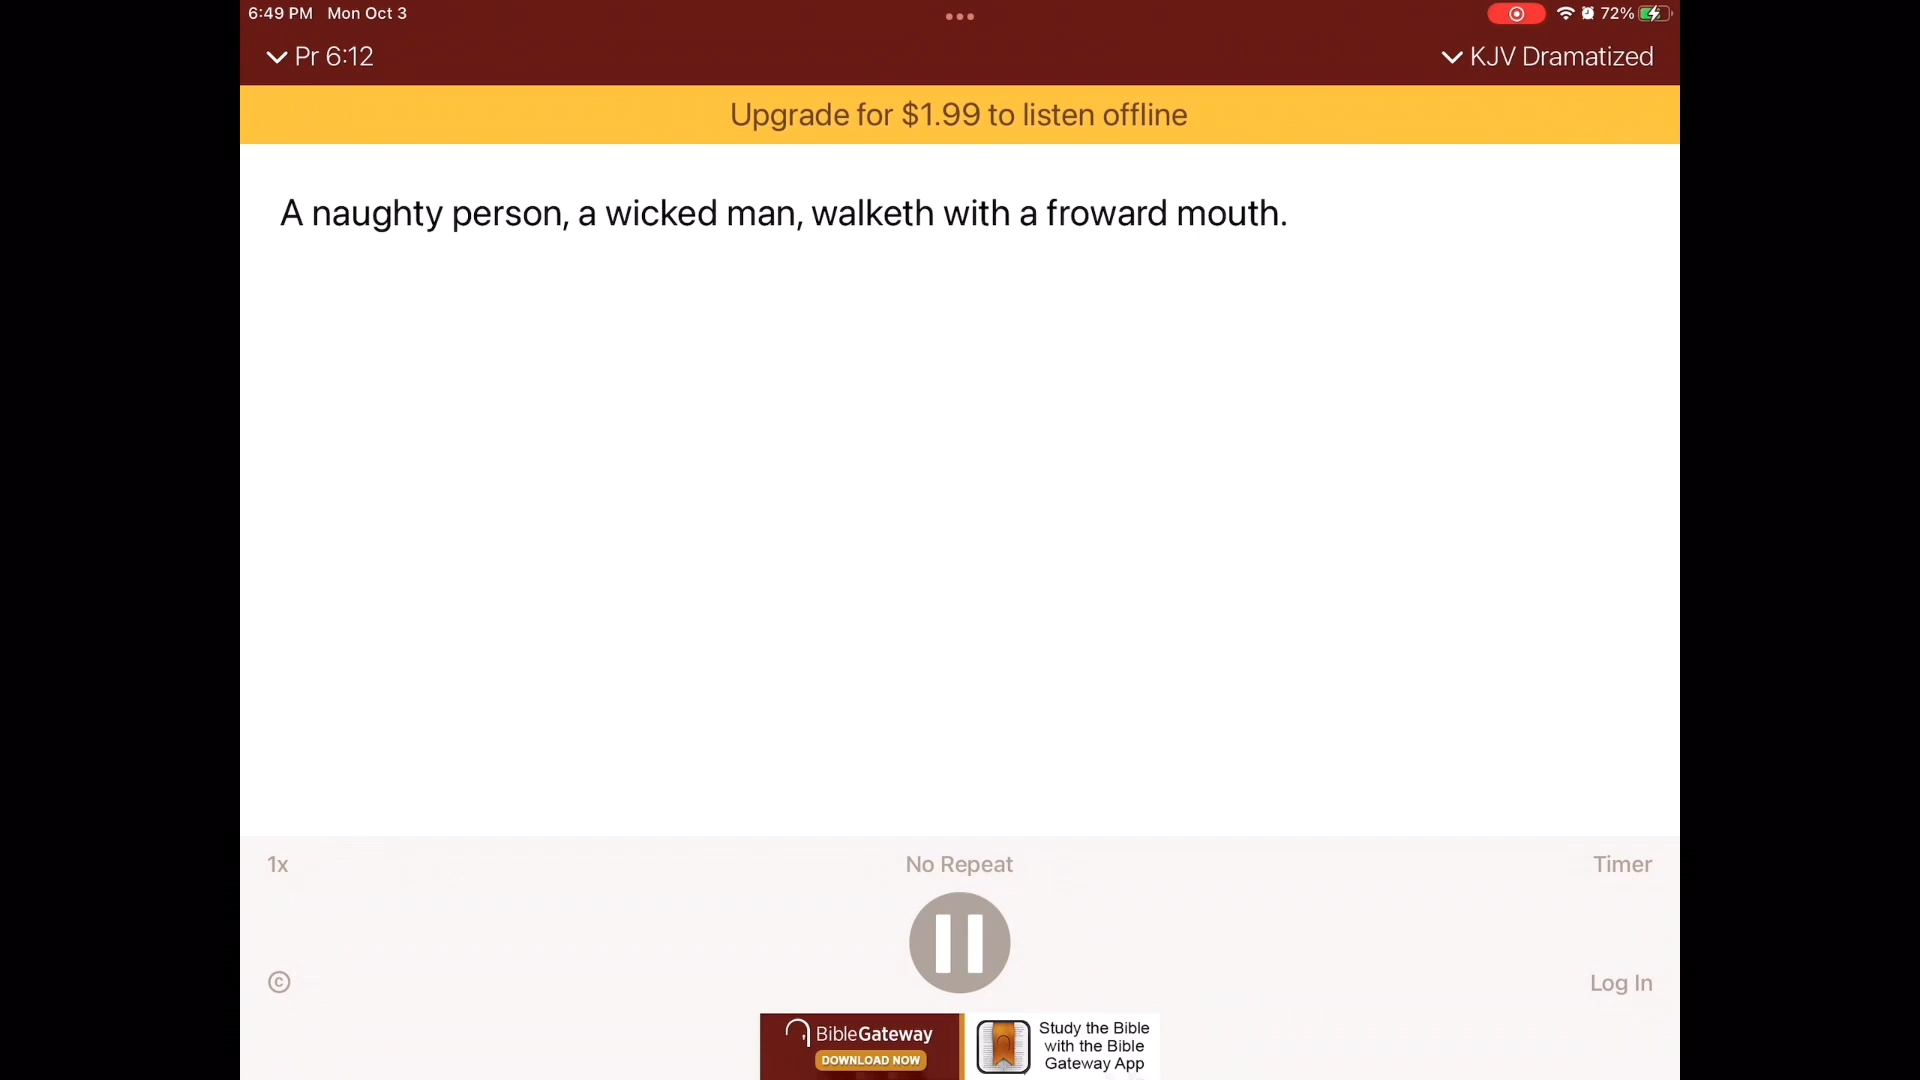 6:49 PM Mon Oct 3
72%
Pr 6:12
KJV Dramatized
Upgrade for $1.99 to listen offline
A naughty person, a wicked man, walketh with a froward mouth.
1x
No Repeat
Timer
©
Log In
BibleGateway
DOWNLOAD NOW
Study the Bible
with the Bible
Gateway App